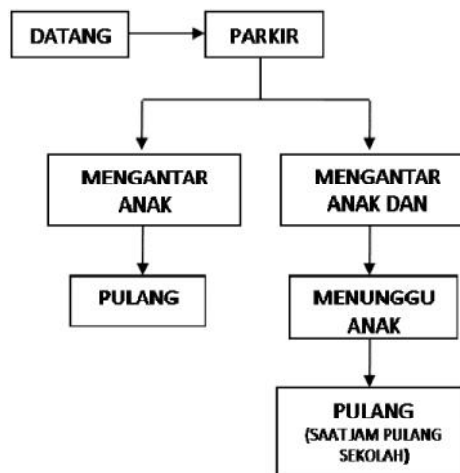 DATANG
PARKIR
MENGANTAR
ANAK
MENGANTAR
ANAK DAN
PULANG
MENUNGGU
ANAK
PULANG
(SAAT JAM PULANG
SEKOLAH)